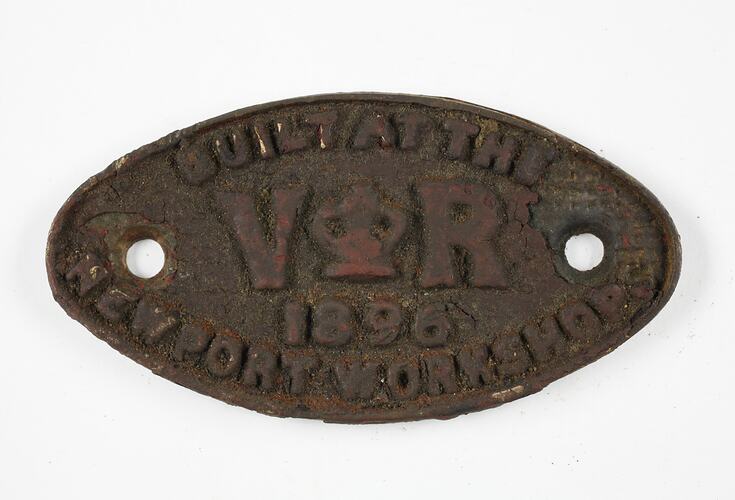 BUILT AT THE
V R
1896
NEWPORT WORKSHOPS